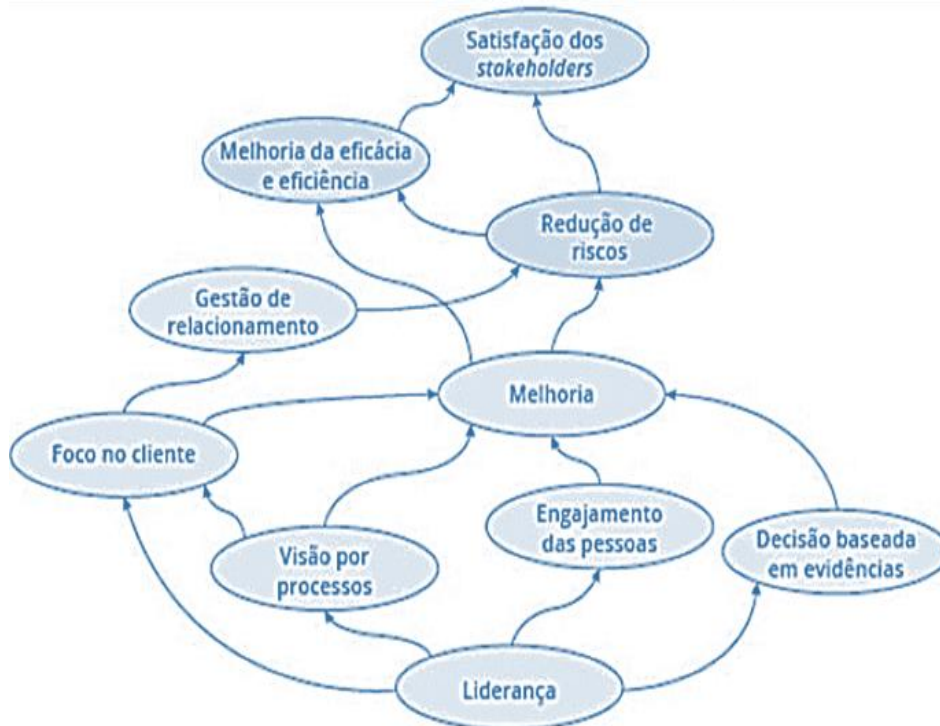 Satisfação dos
stakeholders
Melhoria da eficácia
e eficiência
Redução de
riscos
Gestão de
relacionamento
Melhoria
Foco no cliente
Engajamento
das pessoas
Visão por
processos
Decisão baseada
em evidências
Liderança